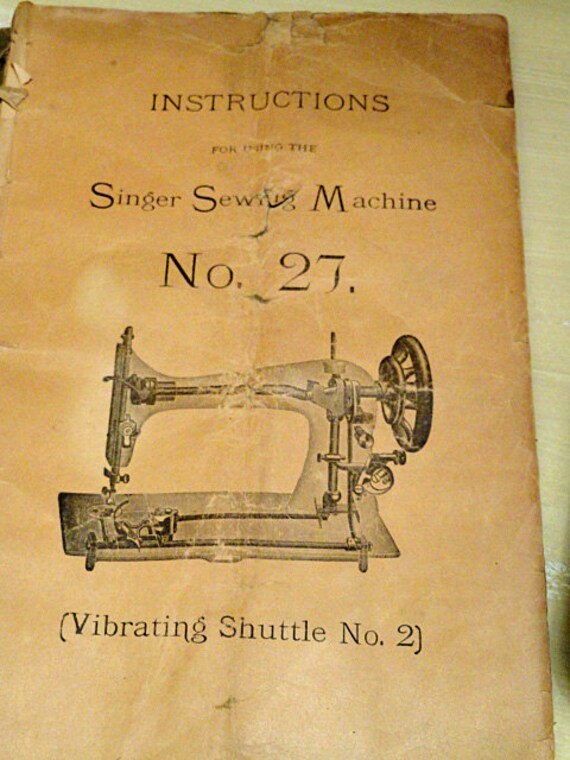 INSTRUCTIONS
FOR USING THE
Singer Sewing Machine
No. 27.
(Vibrating Shuttle No. 2)